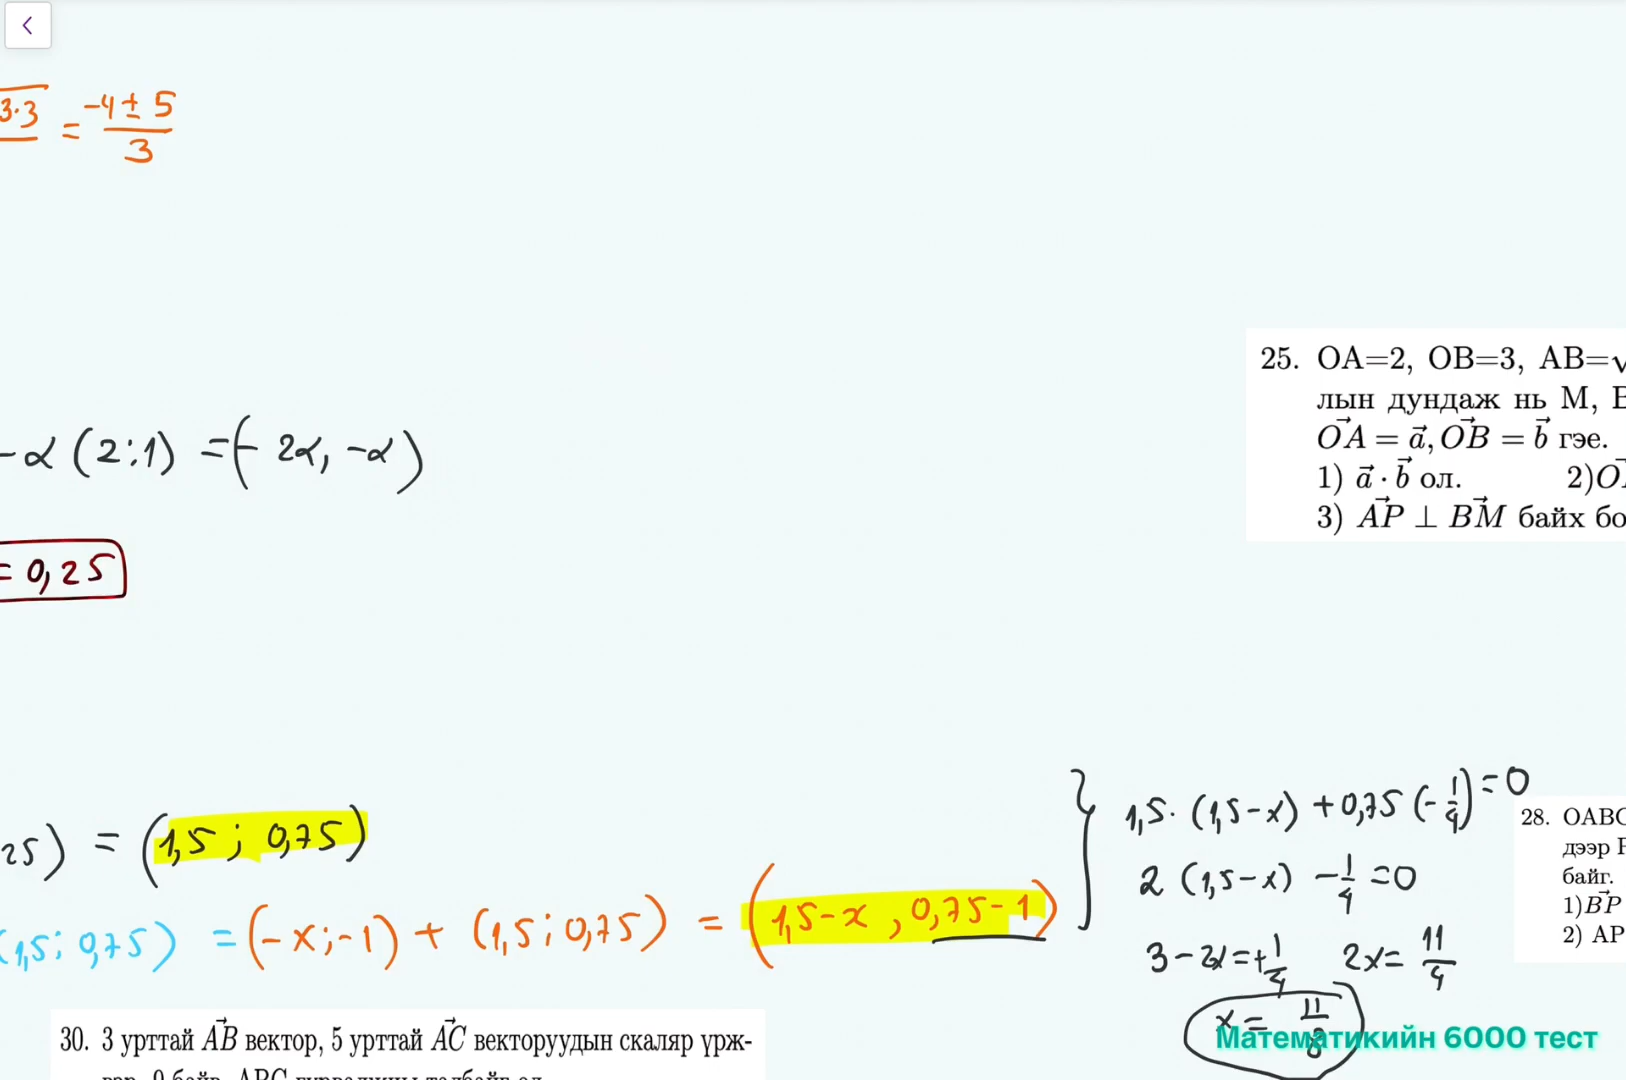 3·3 = (-4 ± 5)/3
25. OA=2, OB=3, AB=√
лын дундаж нь M,
OA = a, OB = b гэе.
-α (2;1) = (-2α, -α)
1) a · b ол. 2)
3) AP ⊥ BM байх бо
= 0,25
1,5· (1,5-x) + 0,75 (-1/4) = 0
28. OABC
дээр
25) = (1,5 ; 0,75)
2 (1,5-x) - 1/4 = 0
байг.
1)BP
(1,5; 0,75) = (-x;-1) + (1,5; 0,75) = (1,5-x , 0,75-1)
2) AP
3-2x=+1/4 2x= 11/4
x= 11/8
30. 3 урттай AB вектор, 5 урттай AC векторуудын скаляр үрж-
Математикийн 6000 тест